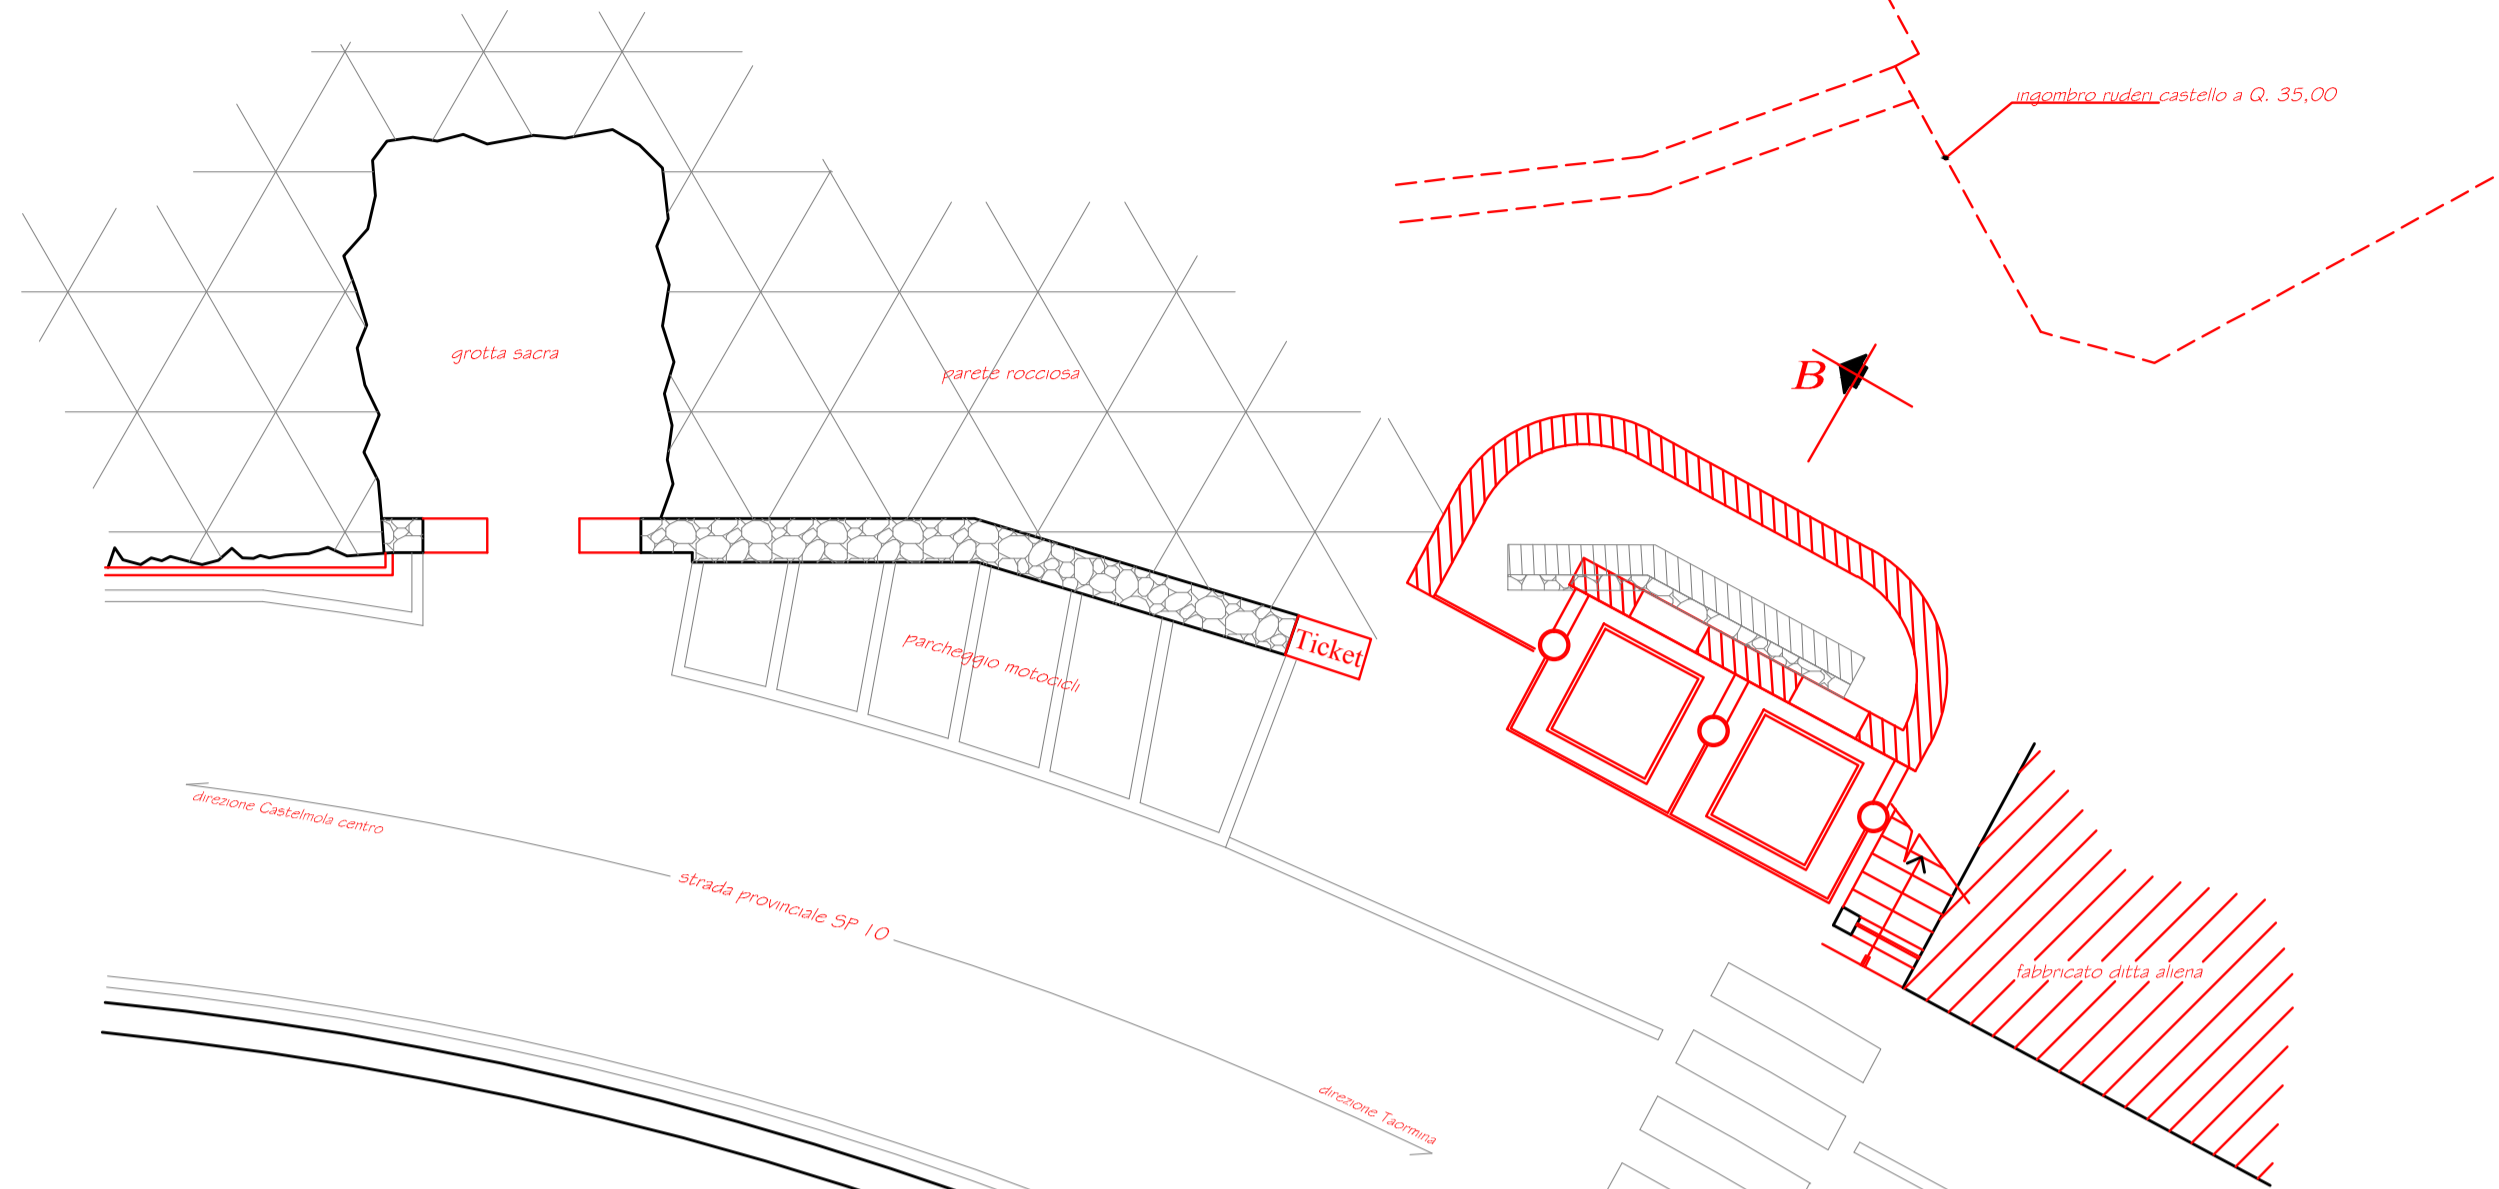 ingombro ruderi castello a Q. 35,00
grotta sacra
parete rocciosa
B
Ticket
parcheggio motocicli
direzione Castelmola centro
strada provinciale SP 10
fabbricato ditta aliena
direzione Taormina